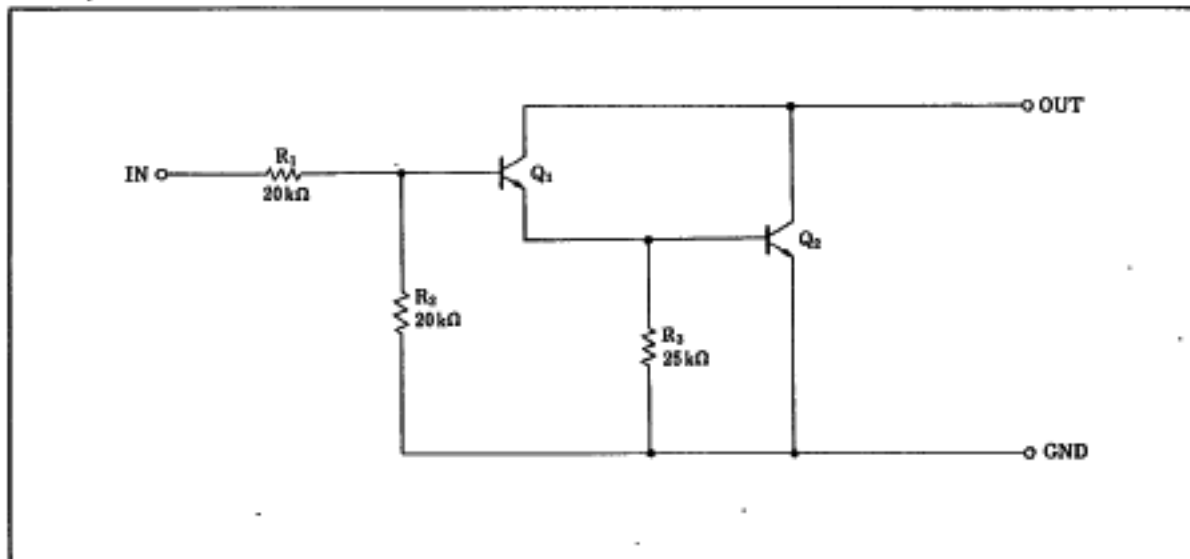 OUT
R₁
IN
20kΩ
Q₁
Q₂
R₂
20kΩ
R₃
25kΩ
GND